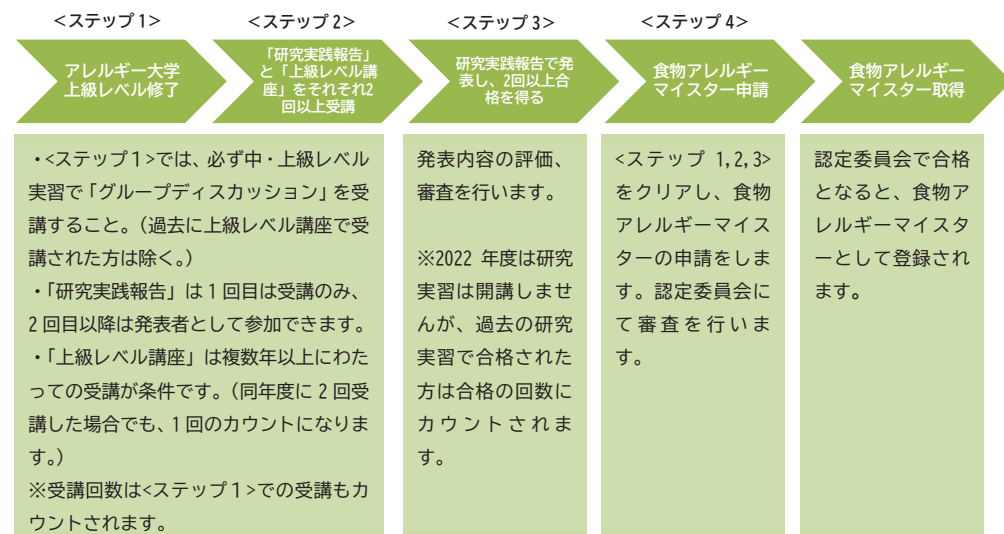 <ステップ1>
<ステップ2>
<ステップ3>
<ステップ4>
アレルギー大学
上級レベル修了
「研究実践報告」
と「上級レベル講
座」をそれそれ2
回以上受講
研究実践報告で発
表し、2回以上合
格を得る
食物アレルギー
マイスター申請
食物アレルギー
マイスター取得
・<ステップ1>では、必ず中・上級レベル
実習で「グループディスカッション」を受
講すること。(過去に上級レベル講座で受
講された方は除く。)
・「研究実践報告」は1回目は受講のみ、
2回目以降は発表者として参加できます。
・「上級レベル講座」は複数年以上にわた
っての受講が条件です。(同年度に2回受
講した場合でも、1回のカウントになりま
す。)
※受講回数は<ステップ1>での受講もカ
ウントされます。
発表内容の評価、
審査を行います。
※2022 年度は研究
実習は開講しませ
んが、過去の研究
実習で合格された
方は合格の回数に
カウントされま
す。
<ステップ 1,2,3>
をクリアし、食物
アレルギーマイス
ターの申請をしま
す。認定委員会に
て審査を行いま
す。
認定委員会で合格
となると、食物ア
レルギーマイスタ
ーとして登録され
ます。